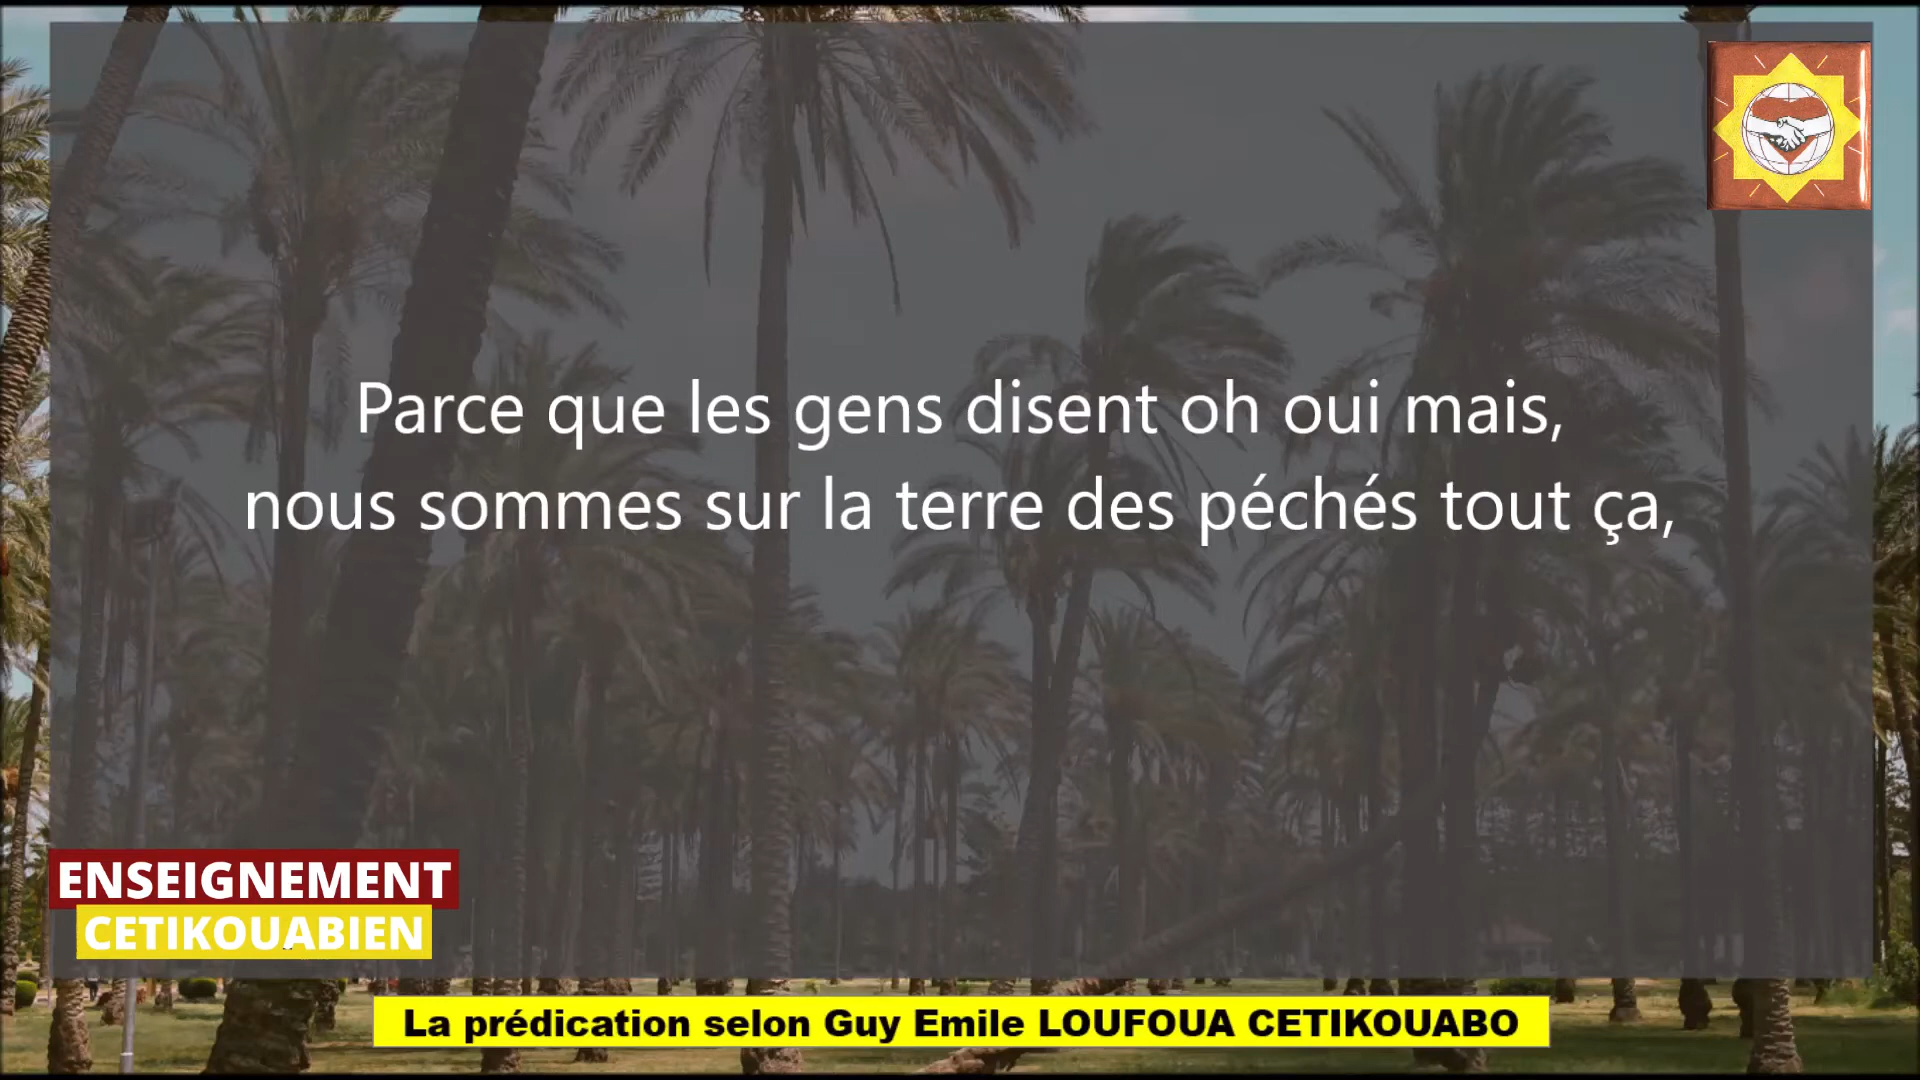 Parce que les gens disent oh oui mais,
nous sommes sur la terre des péchés tout ça,
ENSEIGNEMENT
CETIKOUABIEN
La prédication selon Guy Emile LOUFOUA CETIKOUABO